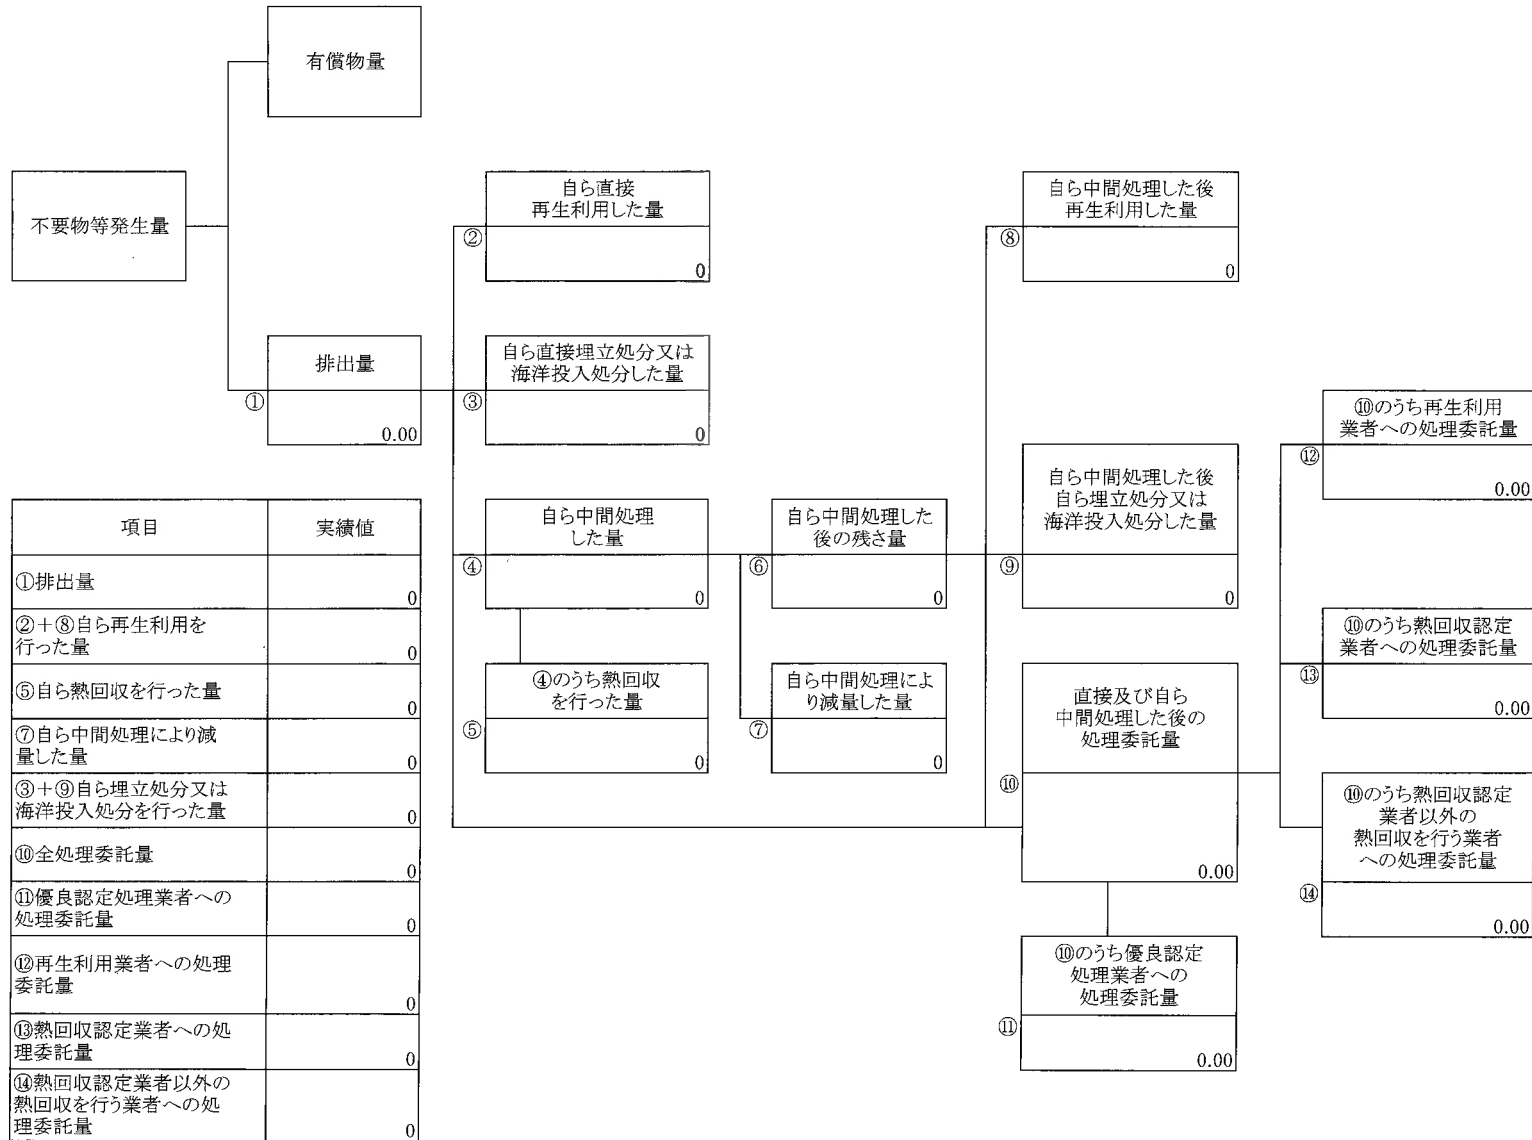 有償物量
不要物等発生量
自ら直接
再生利用した量
②
0
自ら中間処理した後
再生利用した量
⑧
0
排出量
①
0.00
自ら直接埋立処分又は
海洋投入処分した量
③
0
⑩のうち再生利用
業者への処理委託量
⑫
0.00
自ら中間処理
した量
④
0
自ら中間処理した
後の残さ量
⑥
0
自ら中間処理した後
自ら埋立処分又は
海洋投入処分した量
⑨
0
⑩のうち熱回収認定
業者への処理委託量
⑬
0.00
④のうち熱回収
を行った量
⑤
0
自ら中間処理によ
り減量した量
⑦
0
直接及び自ら
中間処理した後の
処理委託量
⑩
0.00
⑩のうち熱回収認定
業者以外の
熱回収を行う業者
への処理委託量
⑭
0.00
⑩のうち優良認定
処理業者への
処理委託量
⑪
0.00
項目 実績値
①排出量
0
②＋⑧自ら再生利用を
行った量 0
⑤自ら熱回収を行った量
0
⑦自ら中間処理により減
量した量 0
③＋⑨自ら埋立処分又は
海洋投入処分を行った量 0
⑩全処理委託量
0
⑪優良認定処理業者への
処理委託量 0
⑫再生利用業者への処理
委託量
0
⑬熱回収認定業者への処
理委託量 0
⑭熱回収認定業者以外の
熱回収を行う業者への処
理委託量 0